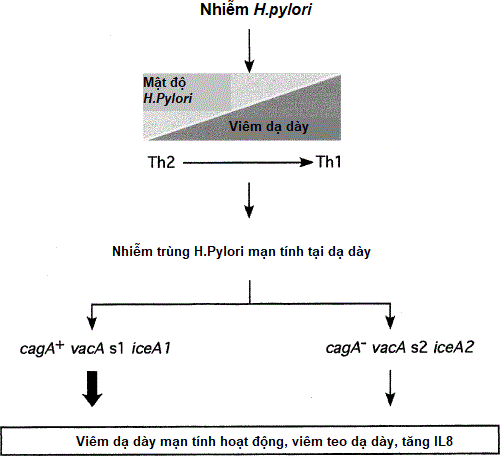 Nhiễm H.pylori
Mật độ
H.Pylori
Viêm dạ dày
Th2 Th1
Nhiễm trùng H.Pylori mạn tính tại dạ dày
cagA+ vacA s1 iceA1 cagA- vacA s2 iceA2
Viêm dạ dày mạn tính hoạt động, viêm teo dạ dày, tăng IL8